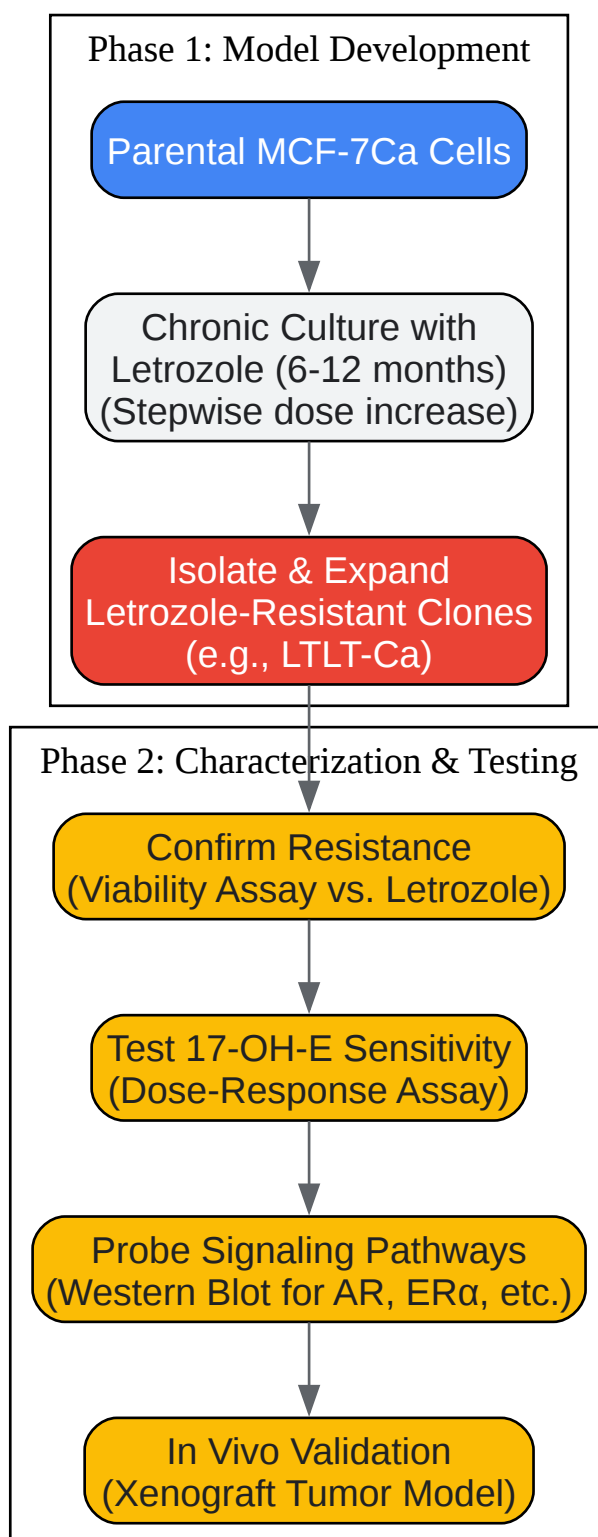 Phase 1: Model Development
Parental MCF-7Ca Cells
Chronic Culture with
Letrozole (6-12 months)
(Stepwise dose increase)
Isolate & Expand
Letrozole-Resistant Clones
(e.g., LTLT-Ca)
Phase 2: Characterization & Testing
Confirm Resistance
(Viability Assay vs. Letrozole)
Test 17-OH-E Sensitivity
(Dose-Response Assay)
Probe Signaling Pathways
(Western Blot for AR, ERα, etc.)
In Vivo Validation
(Xenograft Tumor Model)